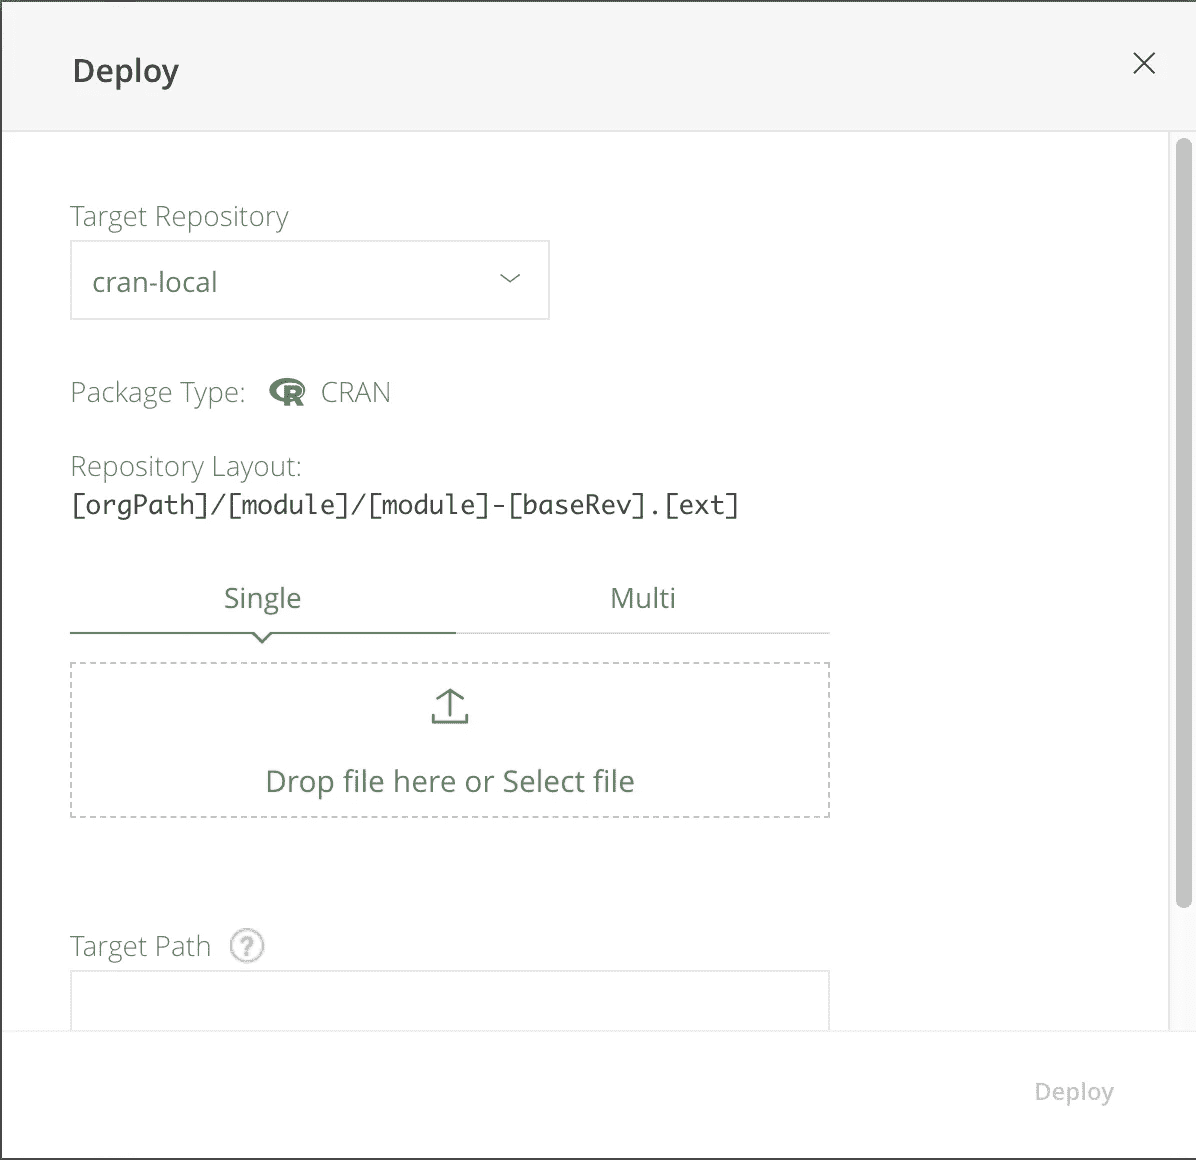 Deploy
Target Repository
cran-local
Package Type: R CRAN
Repository Layout:
[orgPath]/[module]/[module]-[baseRev].[ext]
Single Multi
Drop file here or Select file
Target Path ?
Deploy